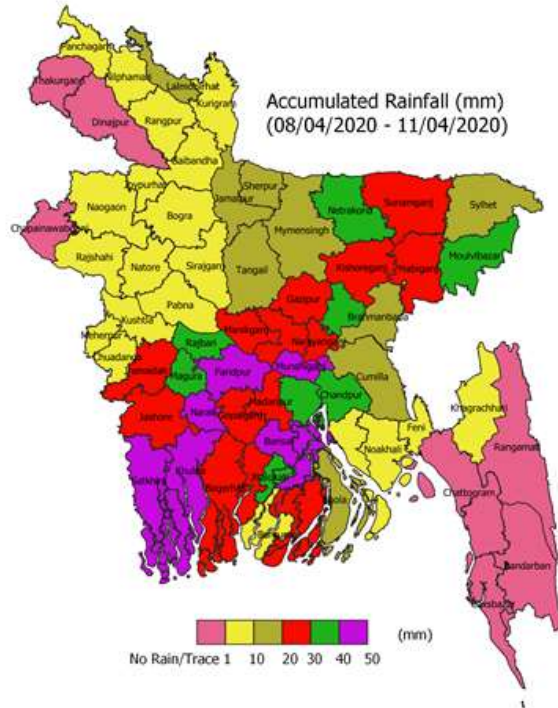 Accumulated Rainfall (mm)
(08/04/2020 - 11/04/2020)
Panchagarh
Nilphamari
Lalmonirhat
Thakurgaon
Kurigram
Dinajpur
Rangpur
Gaibandha
Joypurhat
Sherpur
Jamalpur
Naogaon
Netrakona
Sunamganj
Sylhet
Bogra
Mymensingh
Chapainawabganj
Moulvibazar
Rajshahi
Natore
Sirajganj
Tangail
Kishoreganj
Habiganj
Pabna
Gazipur
Kushtia
Brahmanbaria
Meherpur
Manikganj
Narsyangdi
Rajbari
Chuadanga
Jhenaidah
Faridpur
Munshiganj
Cumilla
Magura
Madaripur
Chandpur
Khagrachhari
Jashore
Narail
Gopalganj
Feni
Rangamati
Barisal
Noakhali
Satkhira
Khulna
Bagerhat
Bhola
Chattogram
Bandarban
Coxsbazar
(mm)
No Rain/Trace 1 10 20 30 40 50